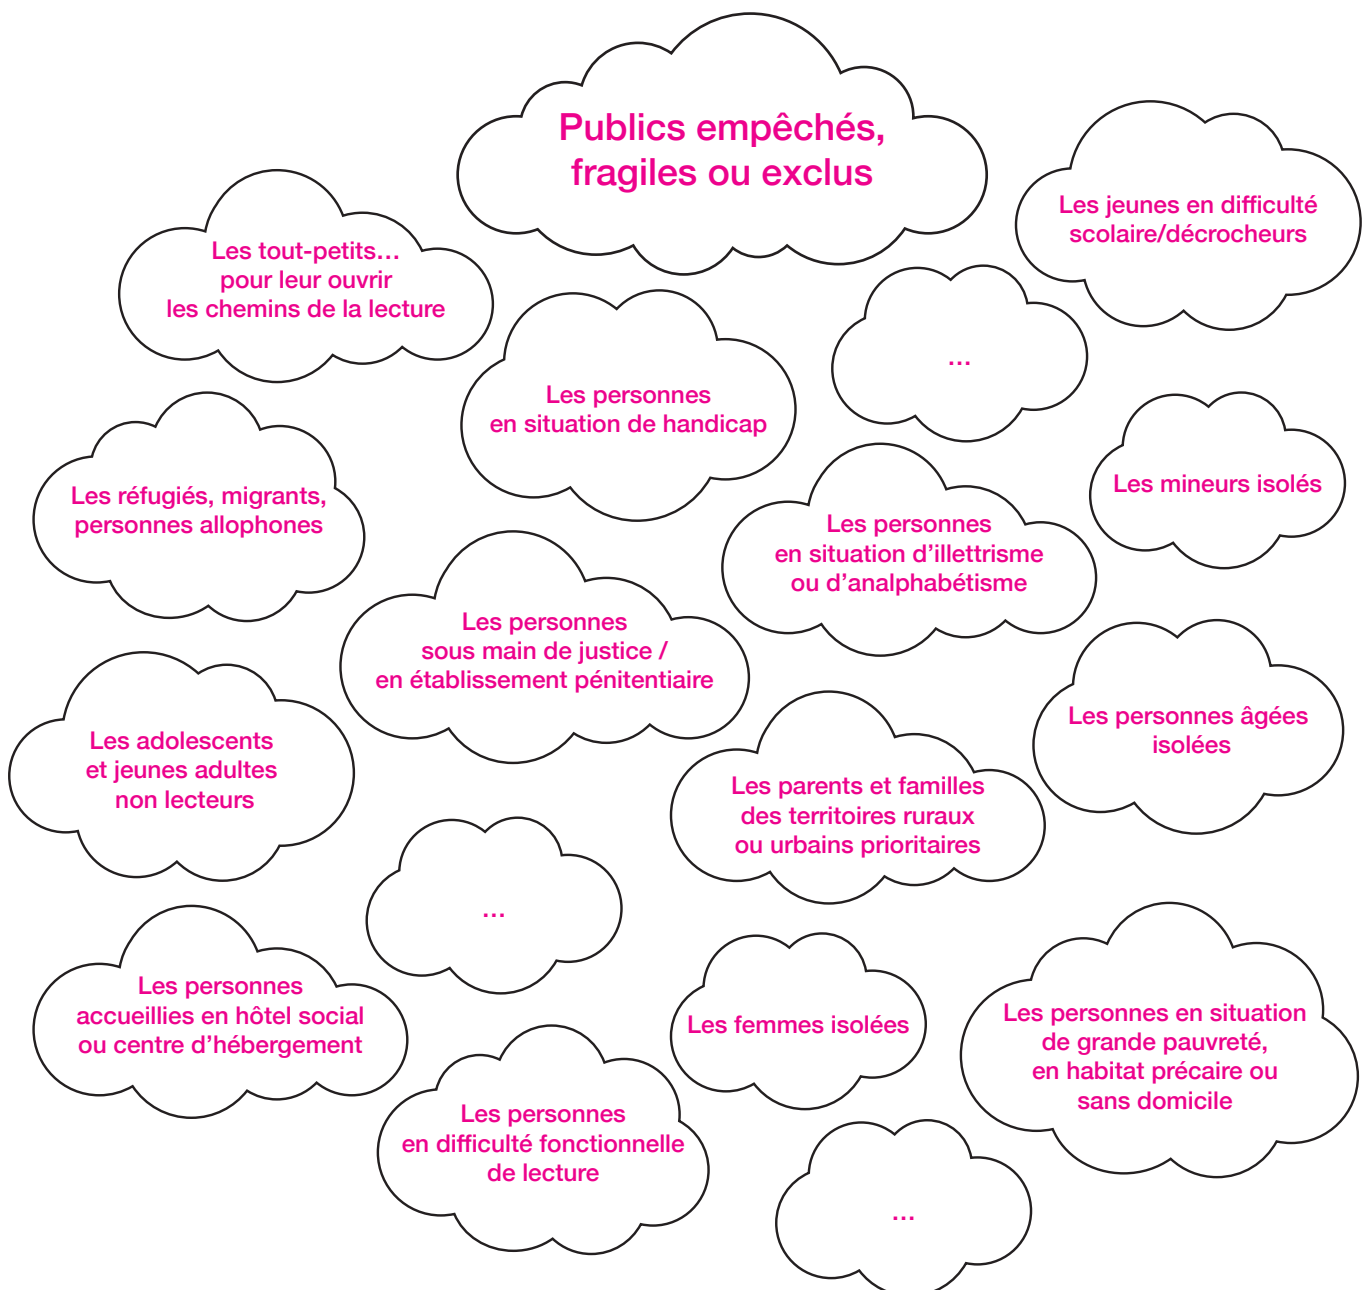 Publics empêchés,
fragiles ou exclus
Les jeunes en difficulté
scolaire/décrocheurs
Les tout-petits…
pour leur ouvrir
les chemins de la lecture
…
Les personnes
en situation de handicap
Les mineurs isolés
Les réfugiés, migrants,
personnes allophones
Les personnes
en situation d’illettrisme
ou d’analphabétisme
Les personnes
sous main de justice /
en établissement pénitentiaire
Les personnes âgées
isolées
Les adolescents
et jeunes adultes
non lecteurs
Les parents et familles
des territoires ruraux
ou urbains prioritaires
…
Les personnes
accueillies en hôtel social
ou centre d’hébergement
Les femmes isolées
Les personnes en situation
de grande pauvreté,
en habitat précaire ou
sans domicile
Les personnes
en difficulté fonctionnelle
de lecture
…